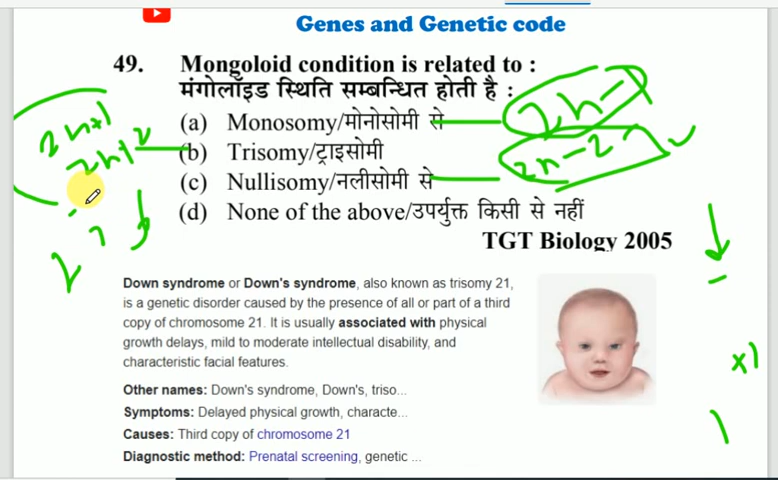 Genes and Genetic code
49. Mongoloid condition is related to :
मंगोलॉइड स्थिति सम्बन्धित होती है :
(a) Monosomy/मोनोसोमी से
(b) Trisomy/ट्राइसोमी
(c) Nullisomy/नलीसोमी से
(d) None of the above/उपर्युक्त किसी से नहीं
TGT Biology 2005
2n-1
2n-2
2n+1
Down syndrome or Down's syndrome, also known as trisomy 21,
is a genetic disorder caused by the presence of all or part of a third
copy of chromosome 21. It is usually associated with physical
growth delays, mild to moderate intellectual disability, and
characteristic facial features.
Other names: Down's syndrome, Down's, triso...
Symptoms: Delayed physical growth, characte...
Causes: Third copy of chromosome 21
Diagnostic method: Prenatal screening, genetic ...